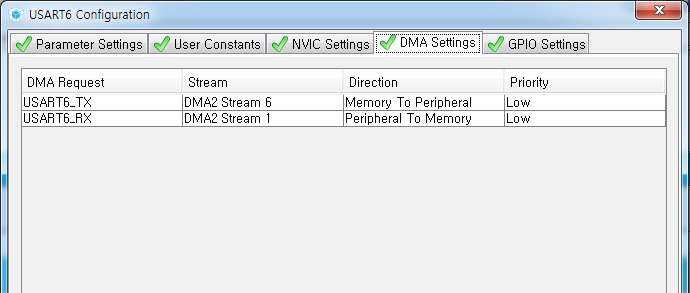 USART6 Configuration
Parameter Settings User Constants NVIC Settings DMA Settings GPIO Settings
DMA Request Stream Direction Priority
USART6_TX DMA2 Stream 6 Memory To Peripheral Low
USART6_RX DMA2 Stream 1 Peripheral To Memory Low